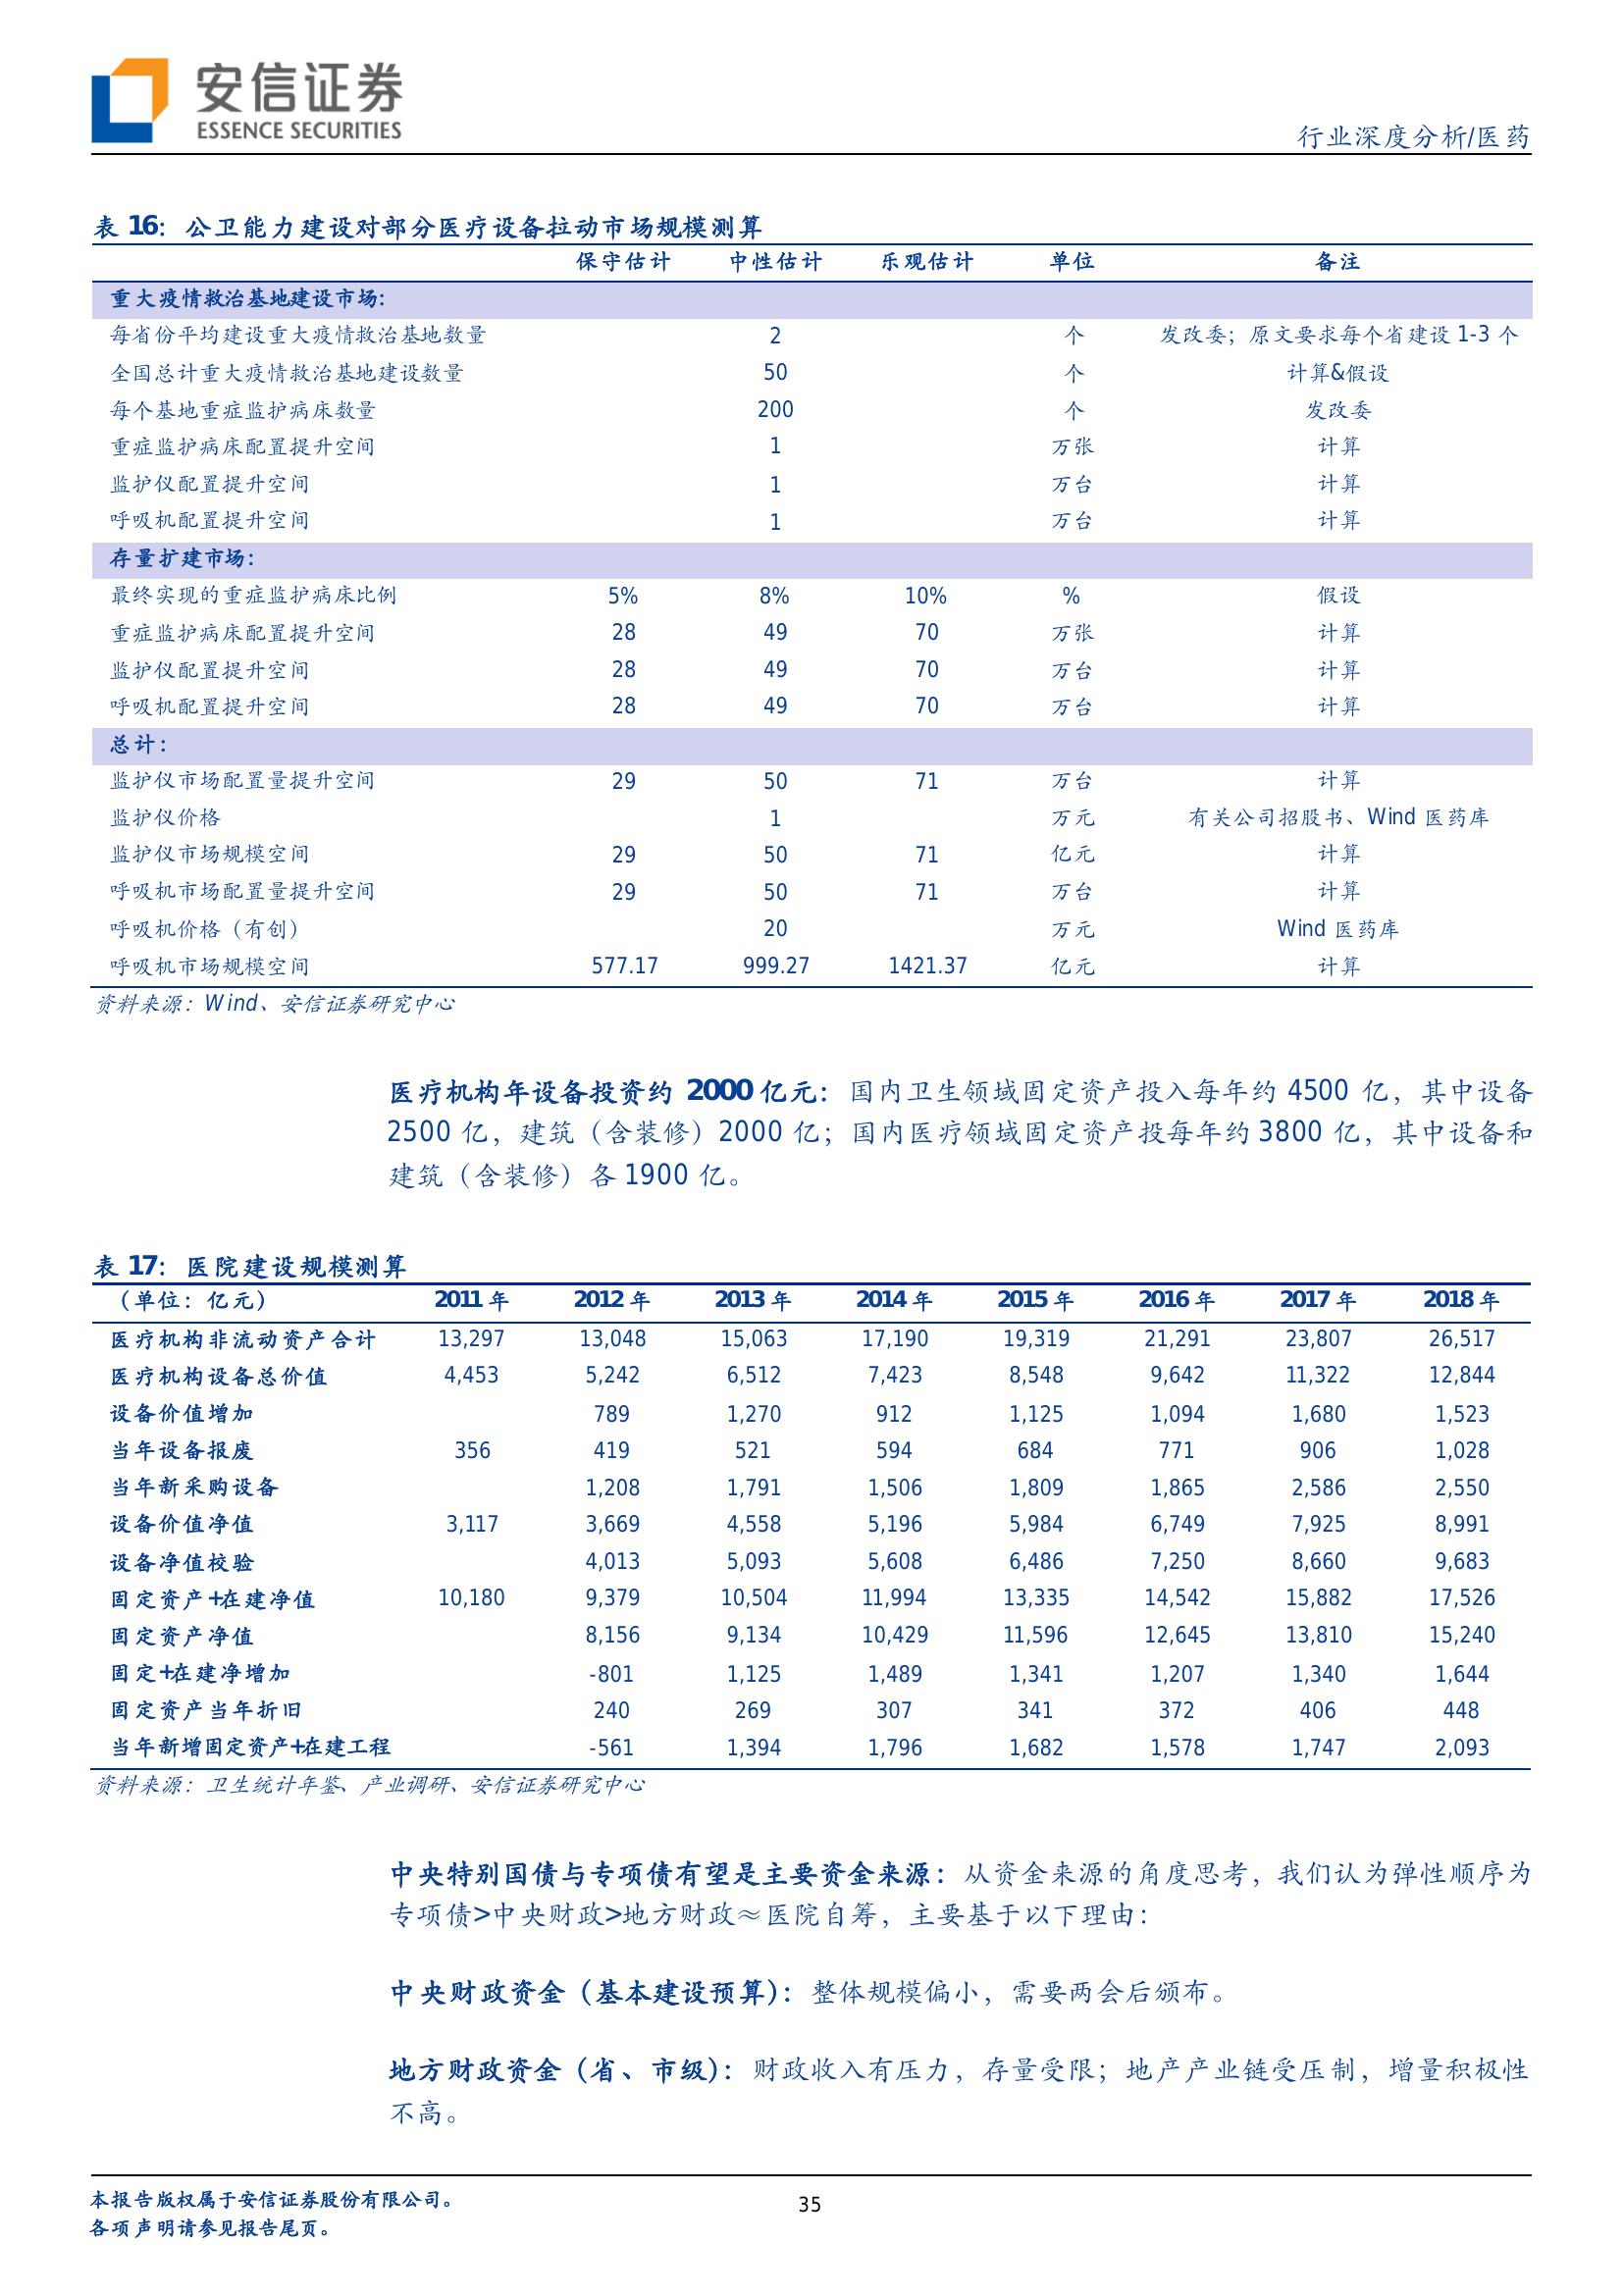 安信证券
ESSENCE SECURITIES
行业深度分析/医药
表 16：公卫能力建设对部分医疗设备拉动市场规模测算
保守估计 中性估计 乐观估计 单位 备注
重大疫情救治基地建设市场：
每省份平均建设重大疫情救治基地数量 2 个 发改委；原文要求每个省建设 1-3 个
全国总计重大疫情救治基地建设数量 50 个 计算&假设
每个基地重症监护病床数量 200 个 发改委
重症监护病床配置提升空间 1 万张 计算
监护仪配置提升空间 1 万台 计算
呼吸机配置提升空间 1 万台 计算
存量扩建市场：
最终实现的重症监护病床比例 5% 8% 10% % 假设
重症监护病床配置提升空间 28 49 70 万张 计算
监护仪配置提升空间 28 49 70 万台 计算
呼吸机配置提升空间 28 49 70 万台 计算
总计：
监护仪市场配置量提升空间 29 50 71 万台 计算
监护仪价格 1 万元 有关公司招股书、Wind 医药库
监护仪市场规模空间 29 50 71 亿元 计算
呼吸机市场配置量提升空间 29 50 71 万台 计算
呼吸机价格（有创） 20 万元 Wind 医药库
呼吸机市场规模空间 577.17 999.27 1421.37 亿元 计算
资料来源：Wind、安信证券研究中心
医疗机构年设备投资约 2000 亿元：国内卫生领域固定资产投入每年约 4500 亿，其中设备
2500 亿，建筑（含装修）2000 亿；国内医疗领域固定资产投每年约 3800 亿，其中设备和
建筑（含装修）各 1900 亿。
表 17：医院建设规模测算
（单位：亿元） 2011 年 2012 年 2013 年 2014 年 2015 年 2016 年 2017 年 2018 年
医疗机构非流动资产合计 13,297 13,048 15,063 17,190 19,319 21,291 23,807 26,517
医疗机构设备总价值 4,453 5,242 6,512 7,423 8,548 9,642 11,322 12,844
设备价值增加 789 1,270 912 1,125 1,094 1,680 1,523
当年设备报废 356 419 521 594 684 771 906 1,028
当年新采购设备 1,208 1,791 1,506 1,809 1,865 2,586 2,550
设备价值净值 3,117 3,669 4,558 5,196 5,984 6,749 7,925 8,991
设备净值校验 4,013 5,093 5,608 6,486 7,250 8,660 9,683
固定资产+在建净值 10,180 9,379 10,504 11,994 13,335 14,542 15,882 17,526
固定资产净值 8,156 9,134 10,429 11,596 12,645 13,810 15,240
固定+在建净增加 -801 1,125 1,489 1,341 1,207 1,340 1,644
固定资产当年折旧 240 269 307 341 372 406 448
当年新增固定资产+在建工程 -561 1,394 1,796 1,682 1,578 1,747 2,093
资料来源：卫生统计年鉴、产业调研、安信证券研究中心
中央特别国债与专项债有望是主要资金来源：从资金来源的角度思考，我们认为弹性顺序为
专项债>中央财政>地方财政≈医院自筹，主要基于以下理由：
中央财政资金（基本建设预算）：整体规模偏小，需要两会后颁布。
地方财政资金（省、市级）：财政收入有压力，存量受限；地产产业链受压制，增量积极性
不高。
本报告版权属于安信证券股份有限公司。
35
各项声明请参见报告尾页。